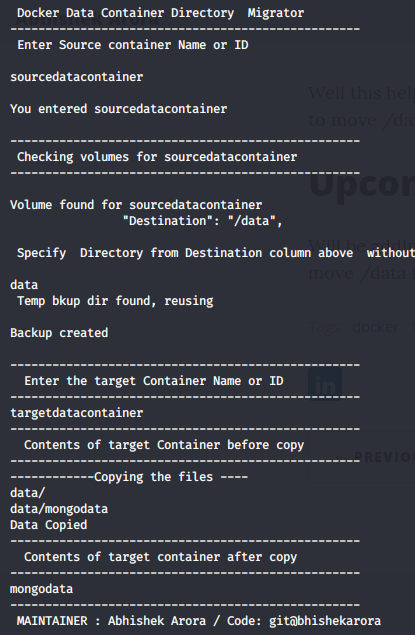 Docker Data Container Directory  Migrator
--------------------------------------------------
Enter Source container Name or ID
sourcedatacontainer
You entered sourcedatacontainer
--------------------------------------------------
Checking volumes for sourcedatacontainer
--------------------------------------------------
Volume found for sourcedatacontainer
"Destination": "/data",
Specify  Directory from Destination column above  without
data
Temp bkup dir found, reusing
Backup created
--------------------------------------------------
Enter the target Container Name or ID
--------------------------------------------------
targetdatacontainer
--------------------------------------------------
Contents of target Container before copy
--------------------------------------------------
------------Copying the files ----
data/
data/mongodata
Data Copied
--------------------------------------------------
Contents of target container after copy
--------------------------------------------------
mongodata
--------------------------------------------------
MAINTAINER : Abhishek Arora / Code: git@bhishekarora
Well this hel
to move /da
Upcom
move /data
docker
in
PREVIO